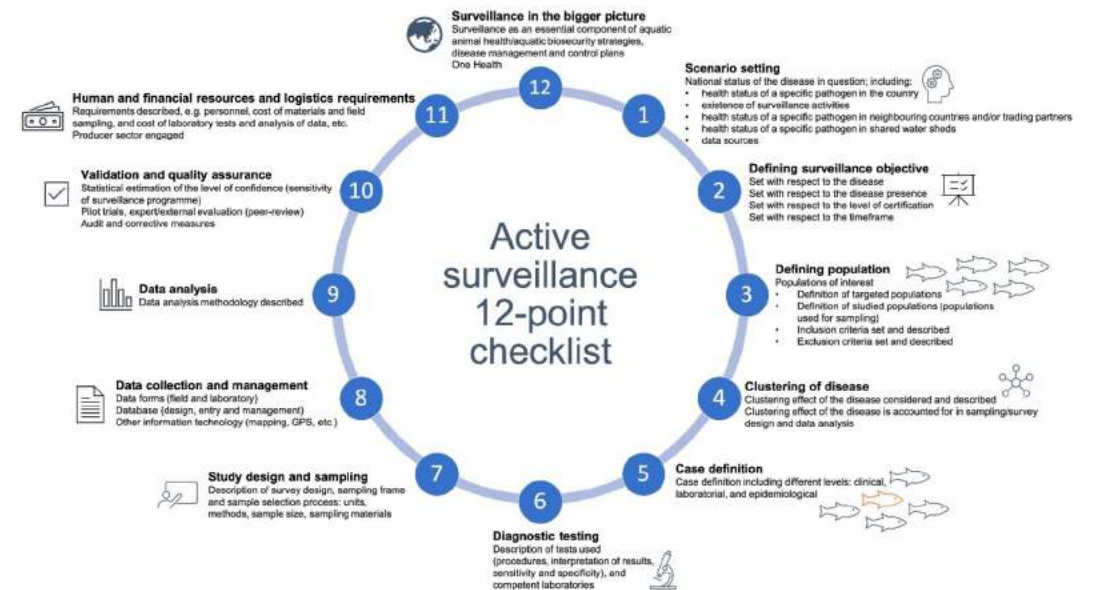 Surveillance in the bigger picture
Surveillance as an essential component of aquatic
animal health/aquatic biosecurity strategies,
disease management and control plans
One Health
12
Scenario setting
National status of the disease in question; including:
• health status of a specific pathogen in the country
• existence of surveillance activities
• health status of a specific pathogen in neighbouring countries and/or trading partners
• health status of a specific pathogen in shared water sheds
• data sources
1
Defining surveillance objective
Set with respect to the disease
Set with respect to the disease presence
Set with respect to the level of certification
Set with respect to the timeframe
2
Defining population
Populations of interest
• Definition of targeted populations
• Definition of studied populations (populations
used for sampling)
• Inclusion criteria set and described
• Exclusion criteria set and described
3
Clustering of disease
Clustering effect of the disease considered and described
Clustering effect of the disease is accounted for in sampling/survey
design and data analysis
4
Case definition
Case definition including different levels: clinical,
laboratorial, and epidemiological
5
6
Diagnostic testing
Description of tests used
(procedures, interpretation of results,
sensitivity and specificity), and
competent laboratories
Study design and sampling
Description of survey design, sampling frame
and sample selection process: units,
methods, sample size, sampling materials
7
Data collection and management
Data forms (field and laboratory)
Database (design, entry and management)
Other information technology (mapping, GPS, etc.)
8
Data analysis
Data analysis methodology described
9
Validation and quality assurance
Statistical estimation of the level of confidence (sensitivity
of surveillance programme)
Pilot trials, expert/external evaluation (peer-review)
Audit and corrective measures
10
Human and financial resources and logistics requirements
Requirements described, e.g. personnel, cost of materials and field
sampling, and cost of laboratory tests and analysis of data, etc.
Producer sector engaged
11
Active
surveillance
12-point
checklist